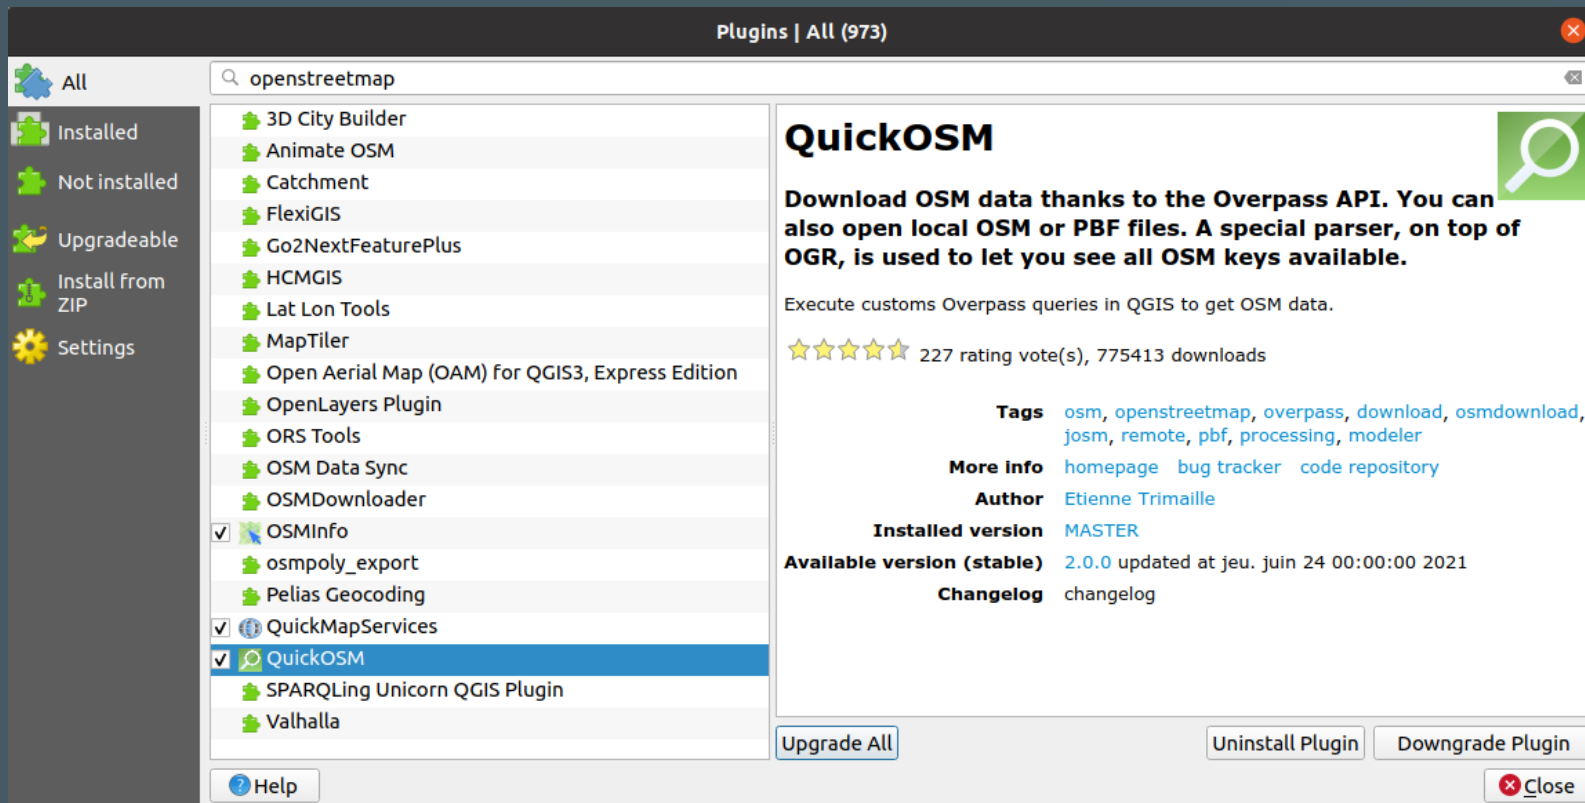 Plugins | All (973)
All
Installed
Not installed
Upgradeable
Install from
ZIP
Settings
openstreetmap
3D City Builder
Animate OSM
Catchment
FlexiGIS
Go2NextFeaturePlus
HCMGIS
Lat Lon Tools
MapTiler
Open Aerial Map (OAM) for QGIS3, Express Edition
OpenLayers Plugin
ORS Tools
OSM Data Sync
OSMDownloader
OSMInfo
osmpoly_export
Pelias Geocoding
QuickMapServices
QuickOSM
SPARQLing Unicorn QGIS Plugin
Valhalla
QuickOSM
Download OSM data thanks to the Overpass API. You can
also open local OSM or PBF files. A special parser, on top of
OGR, is used to let you see all OSM keys available.
Execute customs Overpass queries in QGIS to get OSM data.
227 rating vote(s), 775413 downloads
Tags osm, openstreetmap, overpass, download, osmdownload,
josm, remote, pbf, processing, modeler
More info homepage bug tracker code repository
Author Etienne Trimaille
Installed version MASTER
Available version (stable) 2.0.0 updated at jeu. juin 24 00:00:00 2021
Changelog changelog
Upgrade All Uninstall Plugin Downgrade Plugin
Help Close